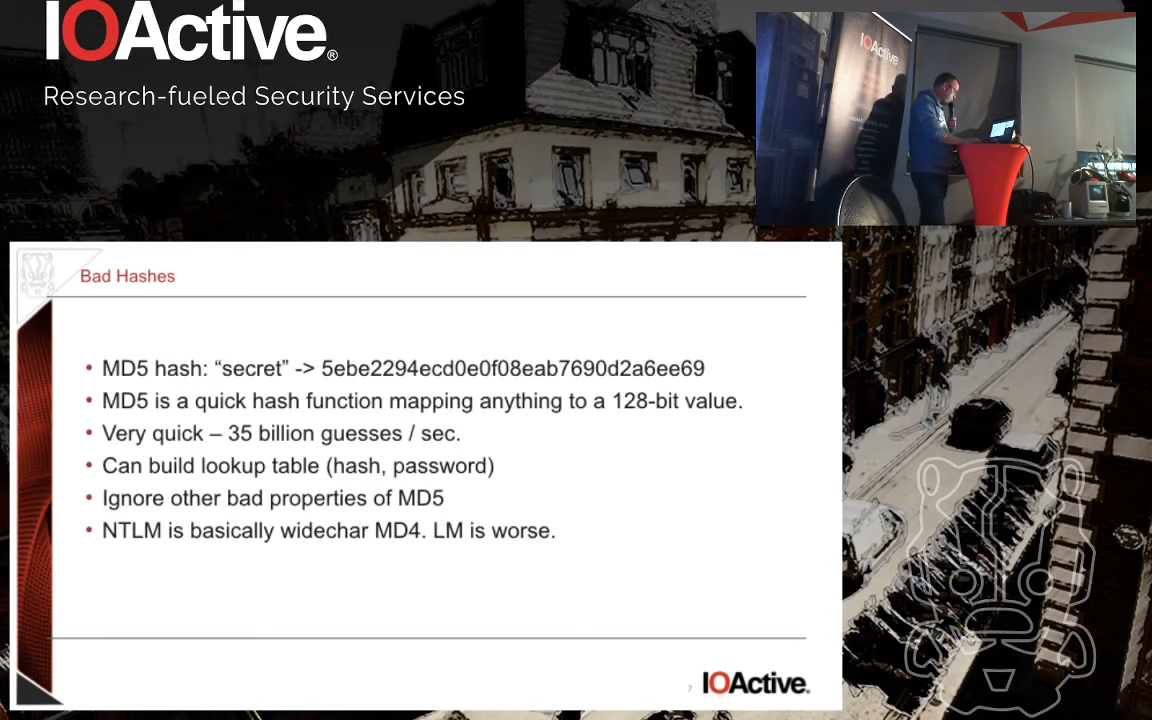 IOActive®
Research-fueled Security Services
IOActive
Bad Hashes
• MD5 hash: “secret” -> 5ebe2294ecd0e0f08eab7690d2a6ee69
• MD5 is a quick hash function mapping anything to a 128-bit value.
• Very quick – 35 billion guesses / sec.
• Can build lookup table (hash, password)
• Ignore other bad properties of MD5
• NTLM is basically widechar MD4. LM is worse.
7
IOActive.